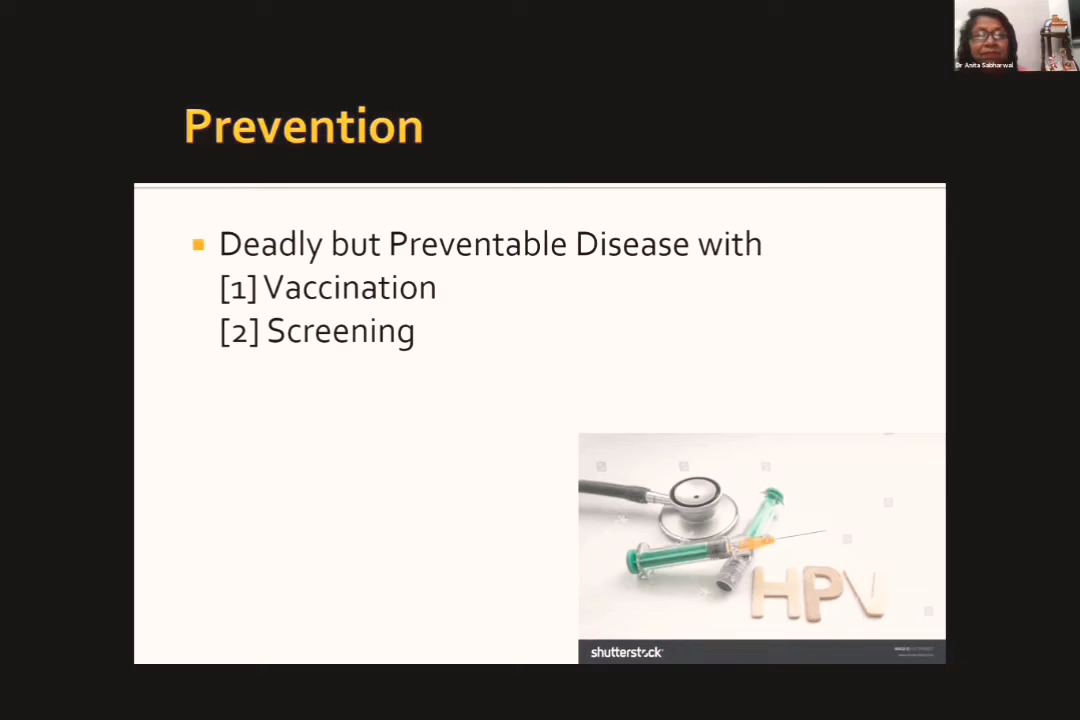 Dr Anita Sabharwal
Prevention
Deadly but Preventable Disease with
[1] Vaccination
[2] Screening
HPV
shutterstock